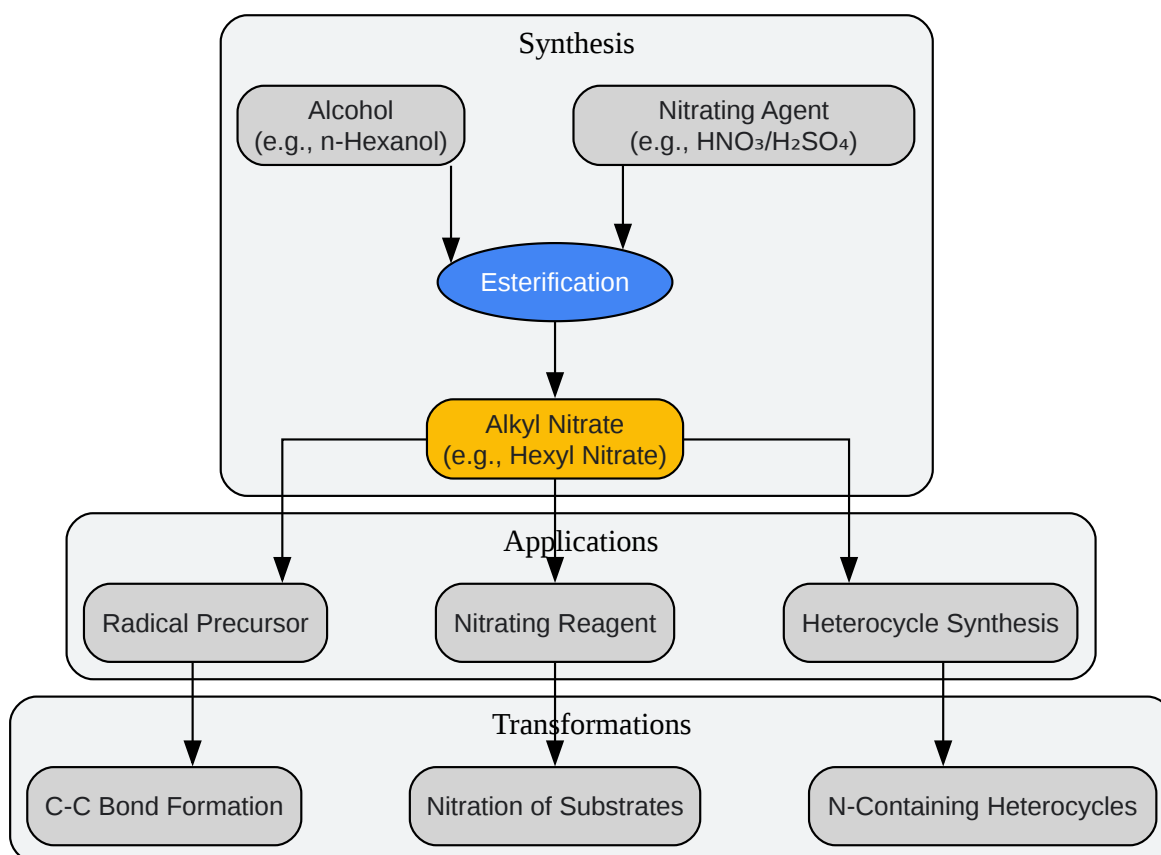 Synthesis
Alcohol
(e.g., n-Hexanol)
Nitrating Agent
(e.g., HNO₃/H₂SO₄)
Esterification
Alkyl Nitrate
(e.g., Hexyl Nitrate)
Applications
Radical Precursor
Nitrating Reagent
Heterocycle Synthesis
Transformations
C-C Bond Formation
Nitration of Substrates
N-Containing Heterocycles